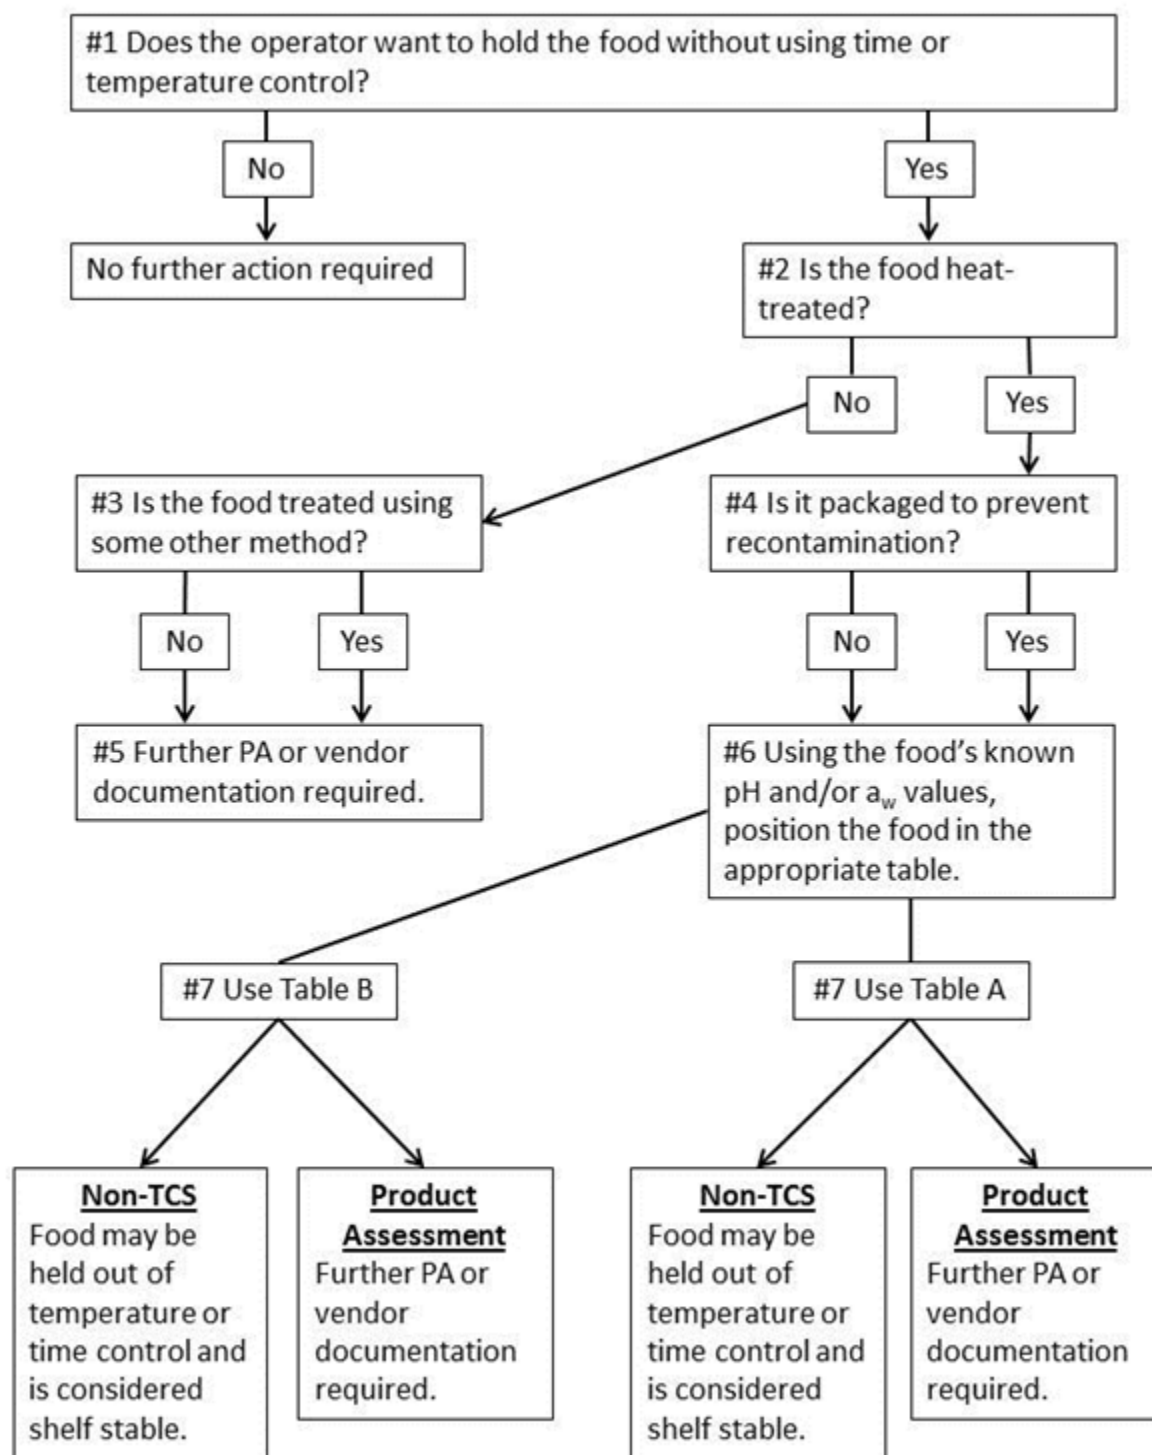 #1 Does the operator want to hold the food without using time or
temperature control?
No
Yes
No further action required
#2 Is the food heat-
treated?
No
Yes
#3 Is the food treated using
some other method?
#4 Is it packaged to prevent
recontamination?
No
Yes
No
Yes
#5 Further PA or vendor
documentation required.
#6 Using the food’s known
pH and/or aw values,
position the food in the
appropriate table.
#7 Use Table B
#7 Use Table A
Non-TCS
Food may be
held out of
temperature or
time control and
is considered
shelf stable.
Product
Assessment
Further PA or
vendor
documentation
required.
Non-TCS
Food may be
held out of
temperature or
time control and
is considered
shelf stable.
Product
Assessment
Further PA or
vendor
documentation
required.